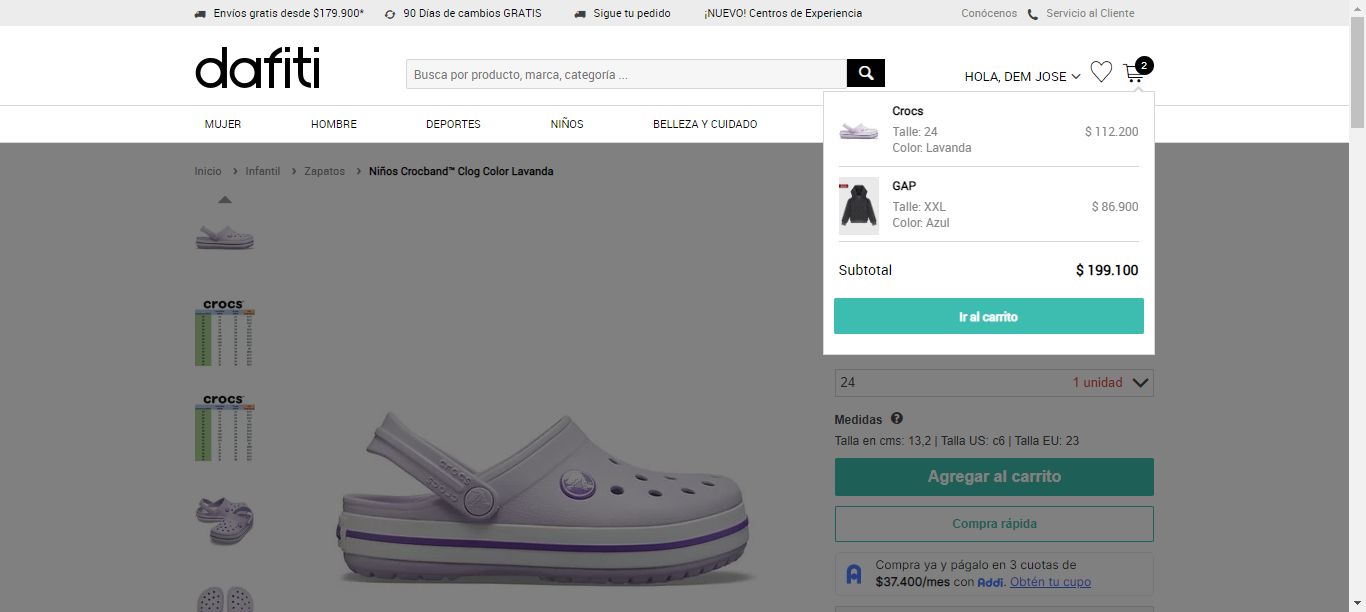 Envíos gratis desde $179.900*
90 Días de cambios GRATIS
Sigue tu pedido
¡NUEVO! Centros de Experiencia
Conócenos
Servicio al Cliente
dafiti
Busca por producto, marca, categoría ...
HOLA, DEM JOSE
2
MUJER
HOMBRE
DEPORTES
NIÑOS
BELLEZA Y CUIDADO
Crocs
Talle: 24
$ 112.200
Color: Lavanda
GAP
Talle: XXL
$ 86.900
Color: Azul
Subtotal
$ 199.100
Ir al carrito
Inicio > Infantil > Zapatos > Niños Crocband™ Clog Color Lavanda
crocs™
crocs™
crocs
24
1 unidad
Medidas
Talla en cms: 13,2 | Talla US: c6 | Talla EU: 23
Agregar al carrito
Compra rápida
Compra ya y págalo en 3 cuotas de
$37.400/mes con Addi. Obtén tu cupo